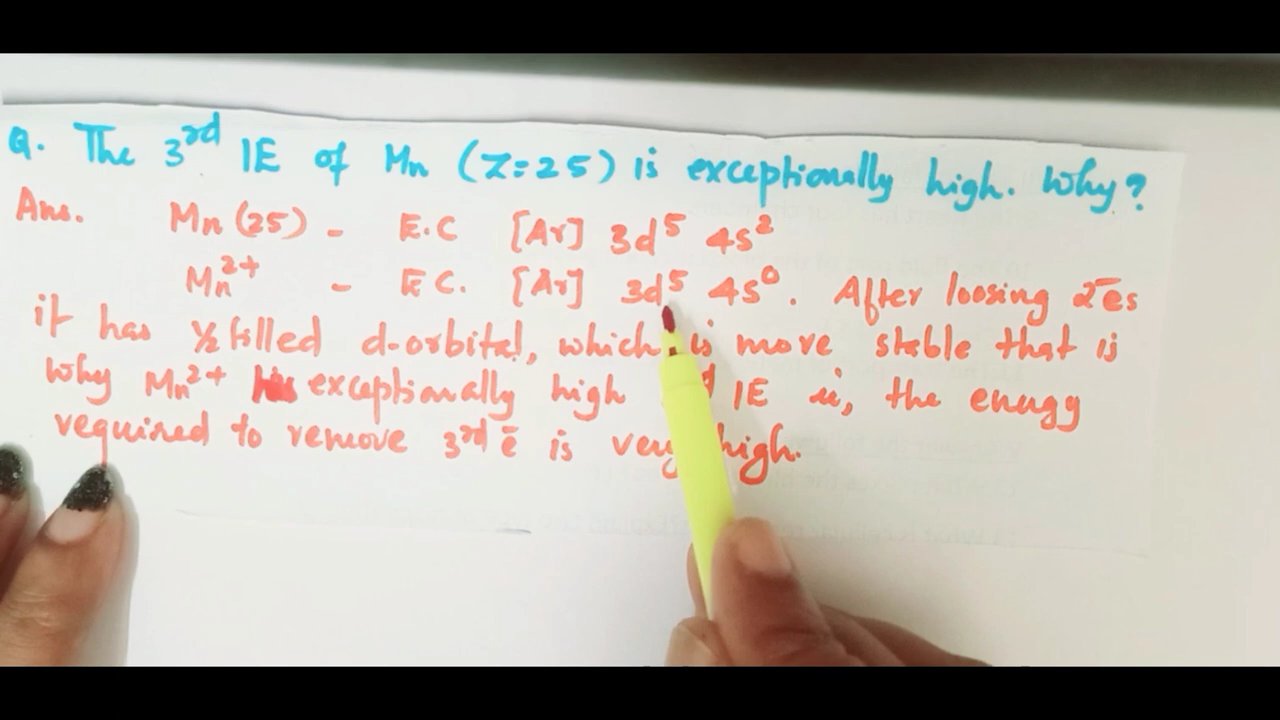 Q. The 3rd IE of Mn (Z=25) is exceptionally high. Why?
Ans. Mn (25) - E.C [Ar] 3d⁵ 4s²
Mn²⁺ - E.C. [Ar] 3d⁵ 4s⁰. After loosing 2ēs
it has ½ filled d-orbital, which is more stable that is
why Mn²⁺ exceptionally high IE ie, the energy
required to remove 3rd ē is very high.